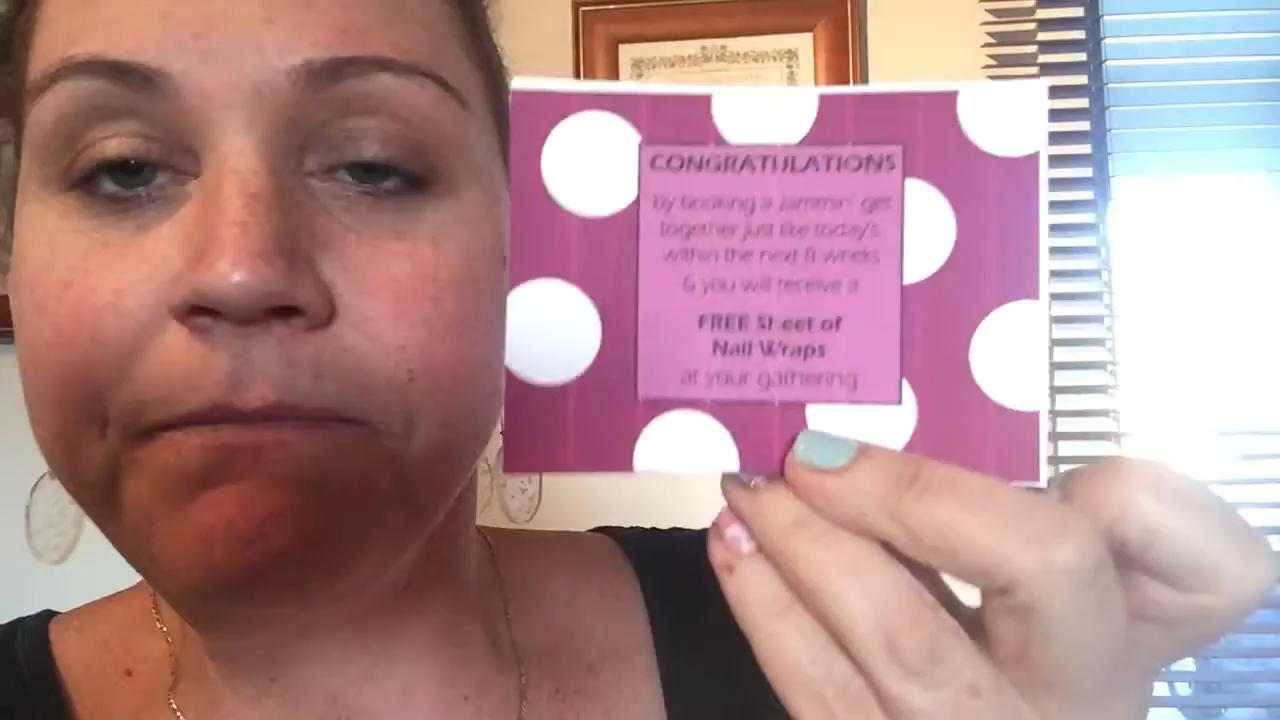 CONGRATULATIONS
by booking a Jammin' get
together just like today's
within the next 8 weeks
& you will receive a
FREE Sheet of
Nail Wraps
at your gathering